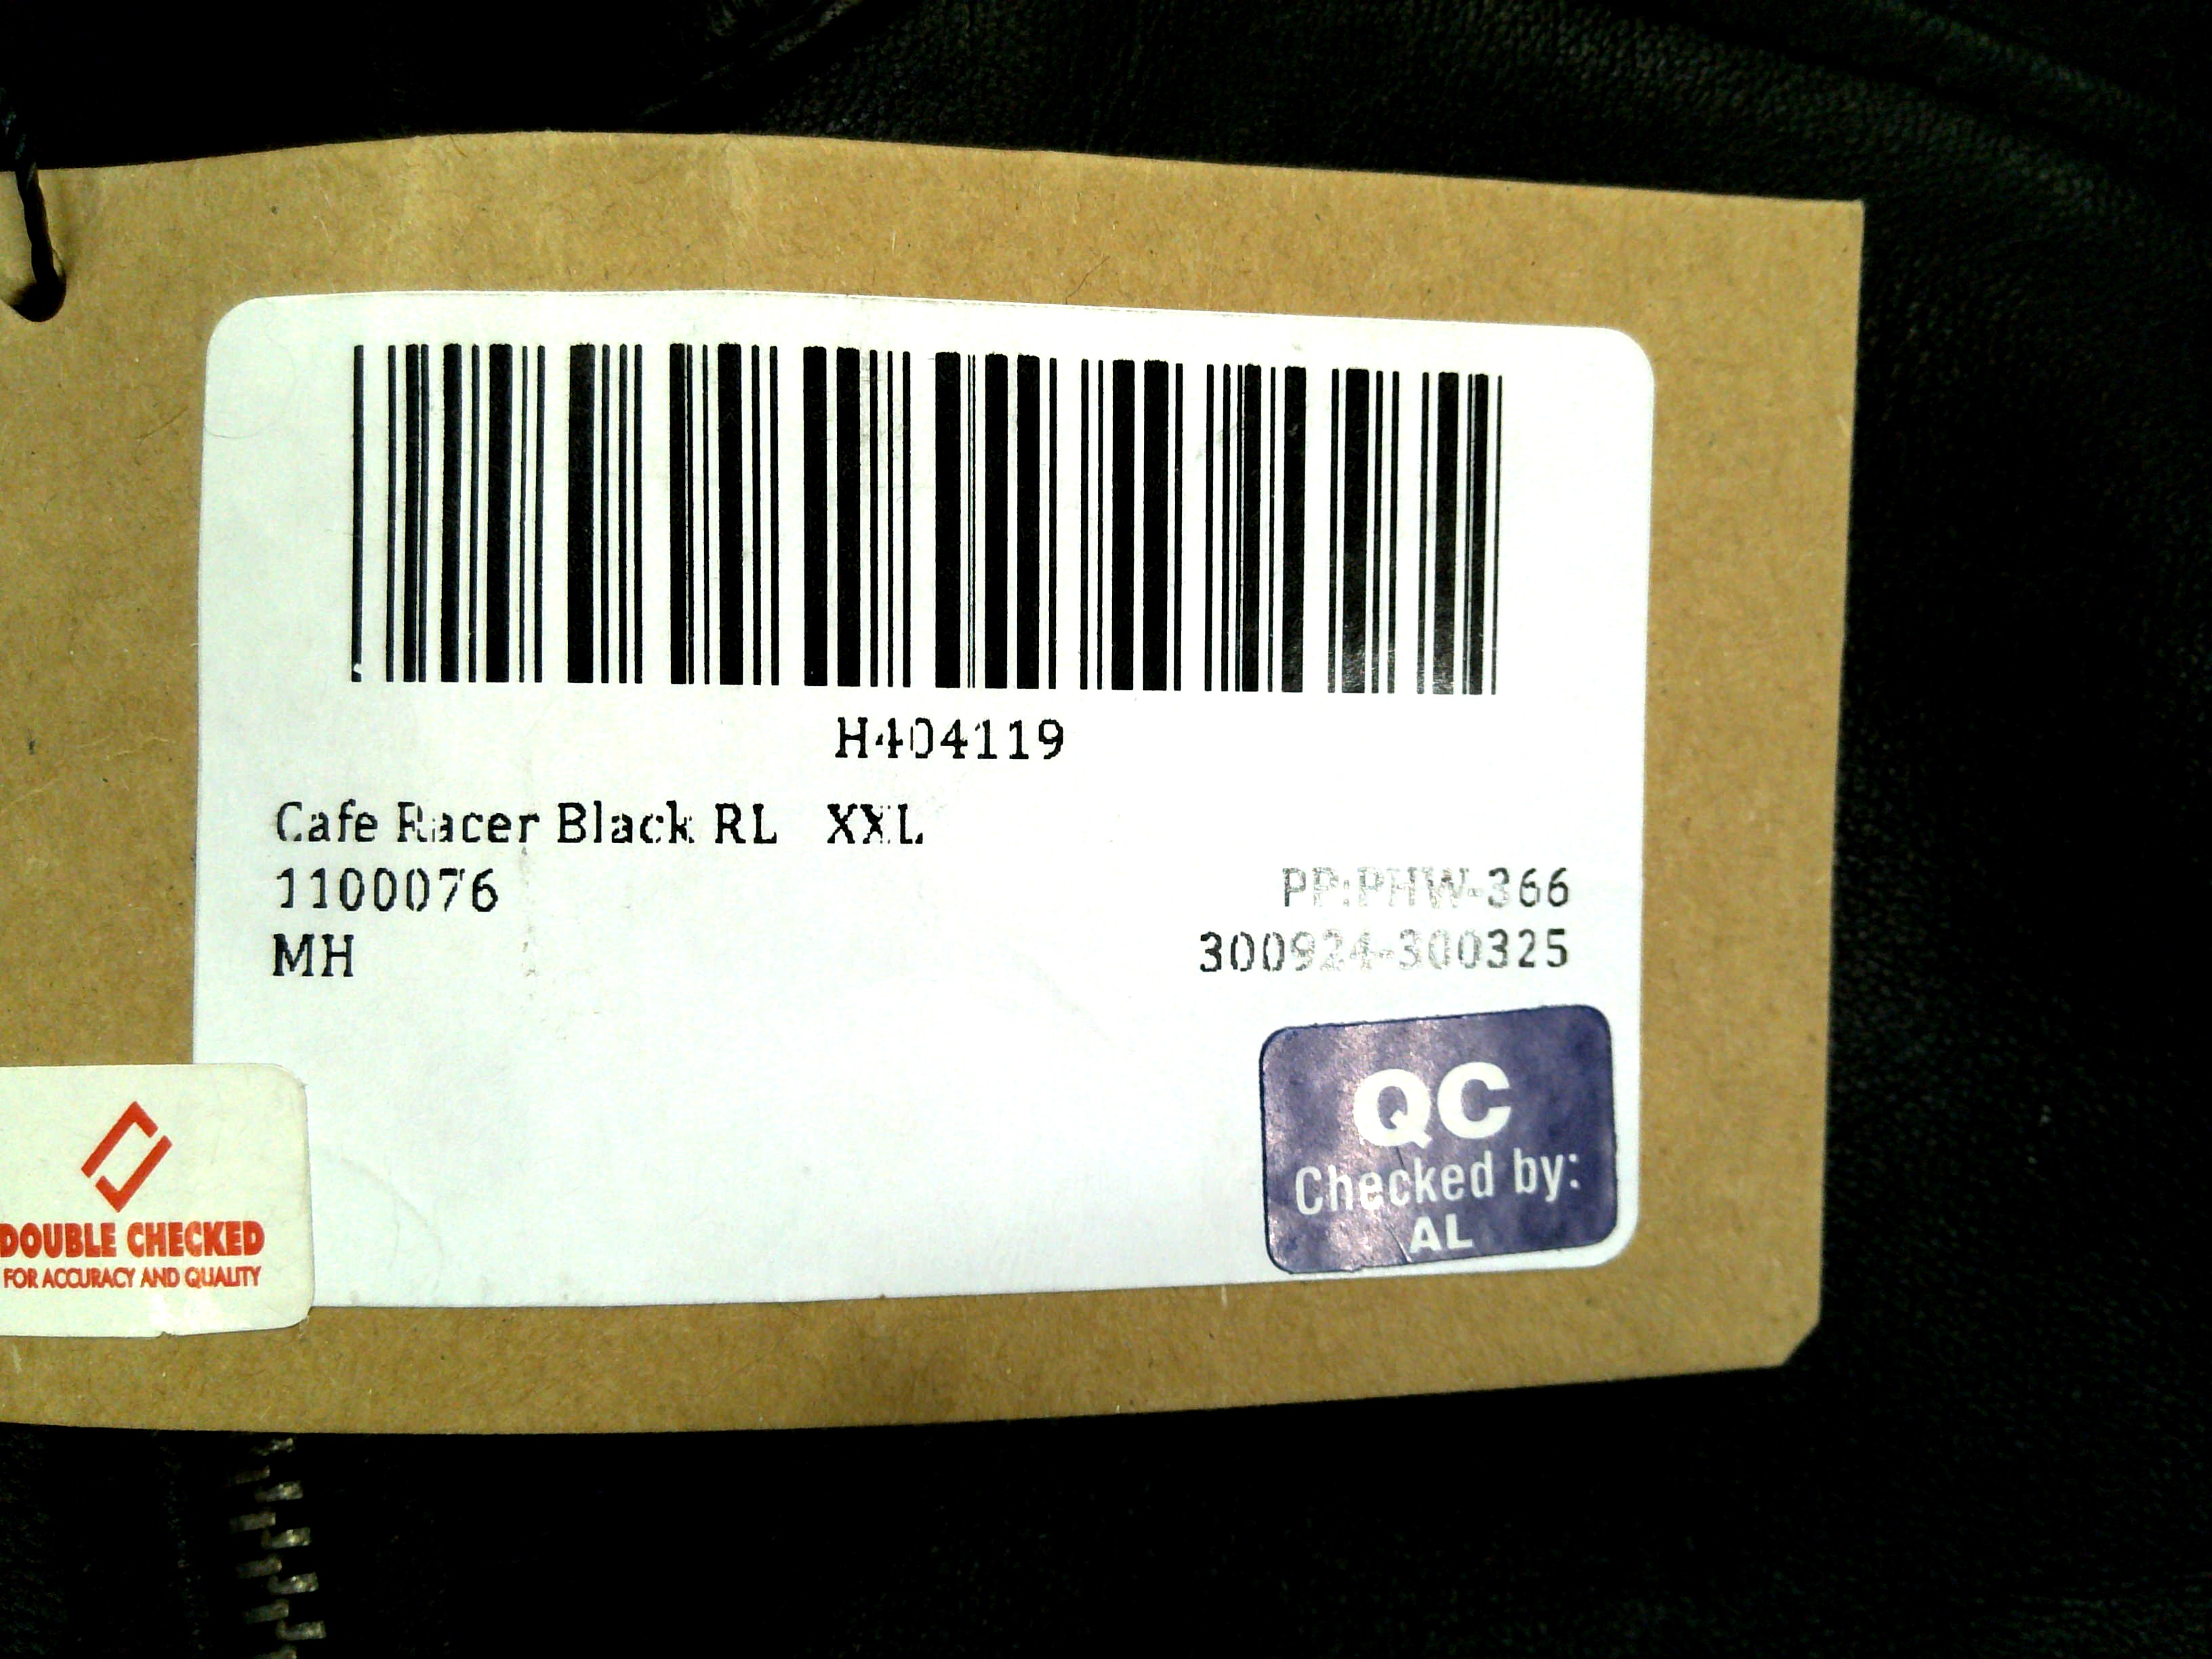 H404119
Cafe Racer Black RL XXL
1100076
PP:PHW-366
MH
300924-300325
QC
Checked by:
AL
DOUBLE CHECKED
FOR ACCURACY AND QUALITY